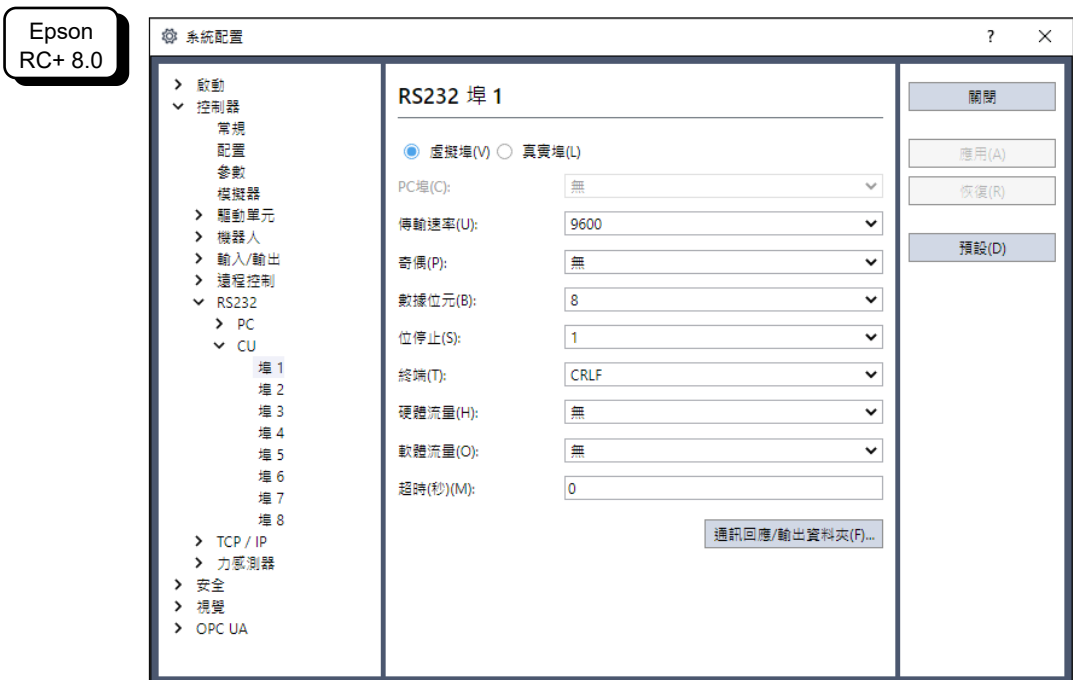 Epson
RC+ 8.0
系統配置
?
啟動
控制器
常規
配置
參數
模擬器
驅動單元
機器人
輸入/輸出
遠程控制
RS232
PC
CU
埠 1
埠 2
埠 3
埠 4
埠 5
埠 6
埠 7
埠 8
TCP / IP
力感測器
安全
視覺
OPC UA
RS232 埠 1
虛擬埠(V) 真實埠(L)
PC埠(C): 無
傳輸速率(U): 9600
奇偶(P): 無
數據位元(B): 8
位停止(S): 1
終端(T): CRLF
硬體流量(H): 無
軟體流量(O): 無
超時(秒)(M): 0
通訊回應/輸出資料夾(F)...
關閉
應用(A)
恢復(R)
預設(D)